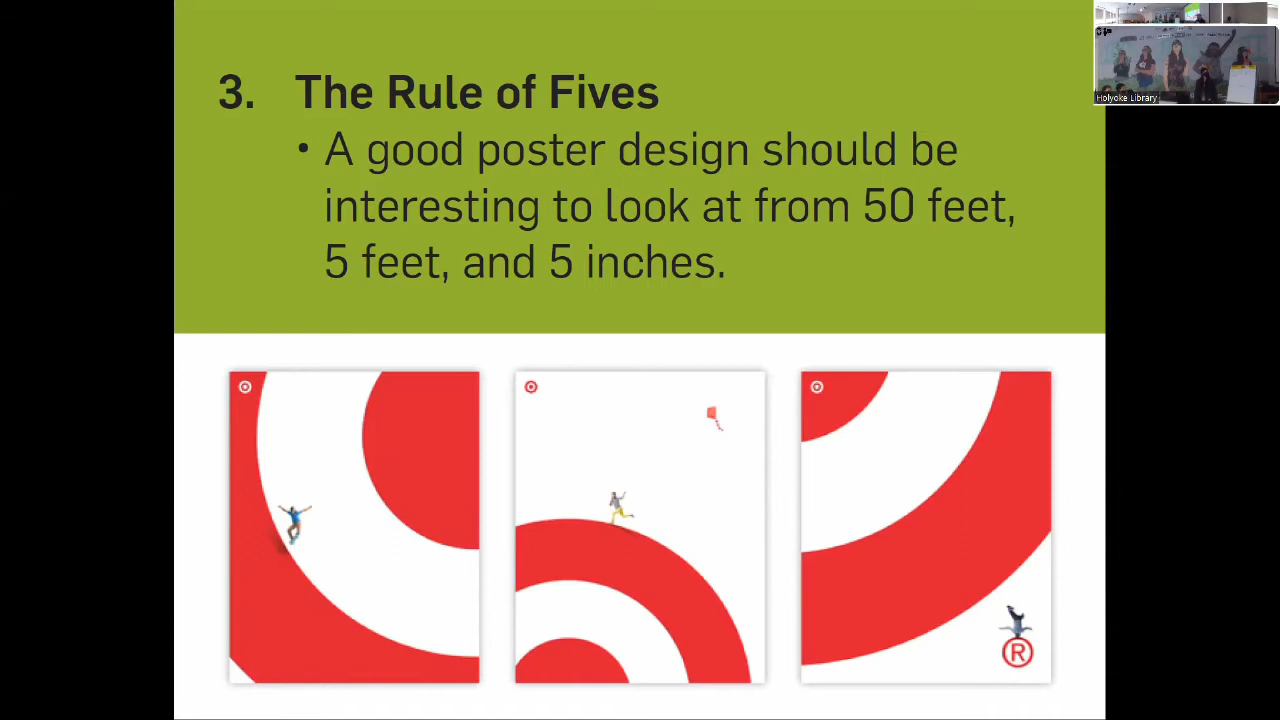 3. The Rule of Fives
• A good poster design should be
interesting to look at from 50 feet,
5 feet, and 5 inches.
®
Holyoke Library